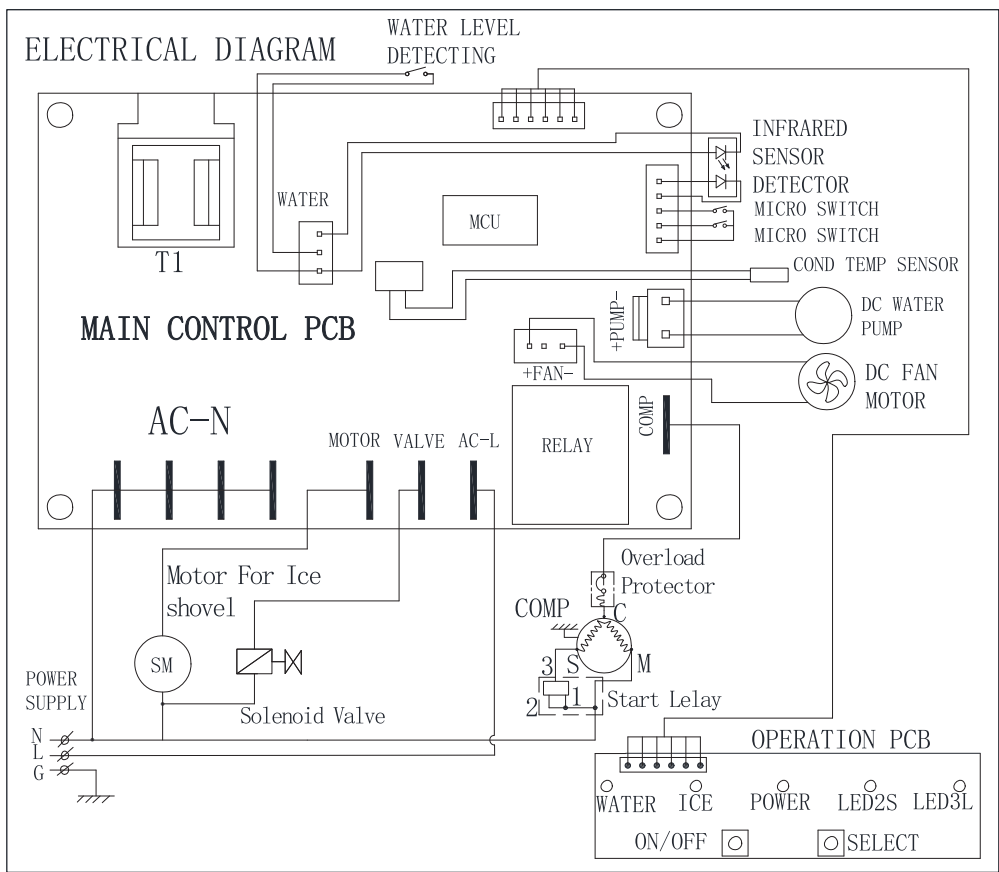 ELECTRICAL DIAGRAM
WATER LEVEL
DETECTING
INFRARED
SENSOR
DETECTOR
MICRO SWITCH
MICRO SWITCH
WATER
MCU
T1
COND TEMP SENSOR
MAIN CONTROL PCB
+PUMP-
DC WATER
PUMP
+FAN-
DC FAN
MOTOR
AC-N
MOTOR
VALVE
AC-L
RELAY
COMP
Overload
Protector
Motor For Ice
shovel
COMP
C
SM
3
S
M
2
1
Start Lelay
POWER
SUPPLY
Solenoid Valve
N
L
G
OPERATION PCB
WATER
ICE
POWER
LED2S
LED3L
ON/OFF
SELECT